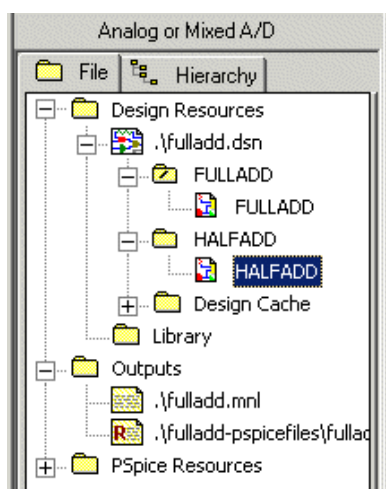 Analog or Mixed A/D
File Hierarchy
Design Resources
.\fulladd.dsn
FULLADD
FULLADD
HALFADD
HALFADD
Design Cache
Library
Outputs
.\fulladd.mnl
.\fulladd-pspicefiles\fullad
PSpice Resources